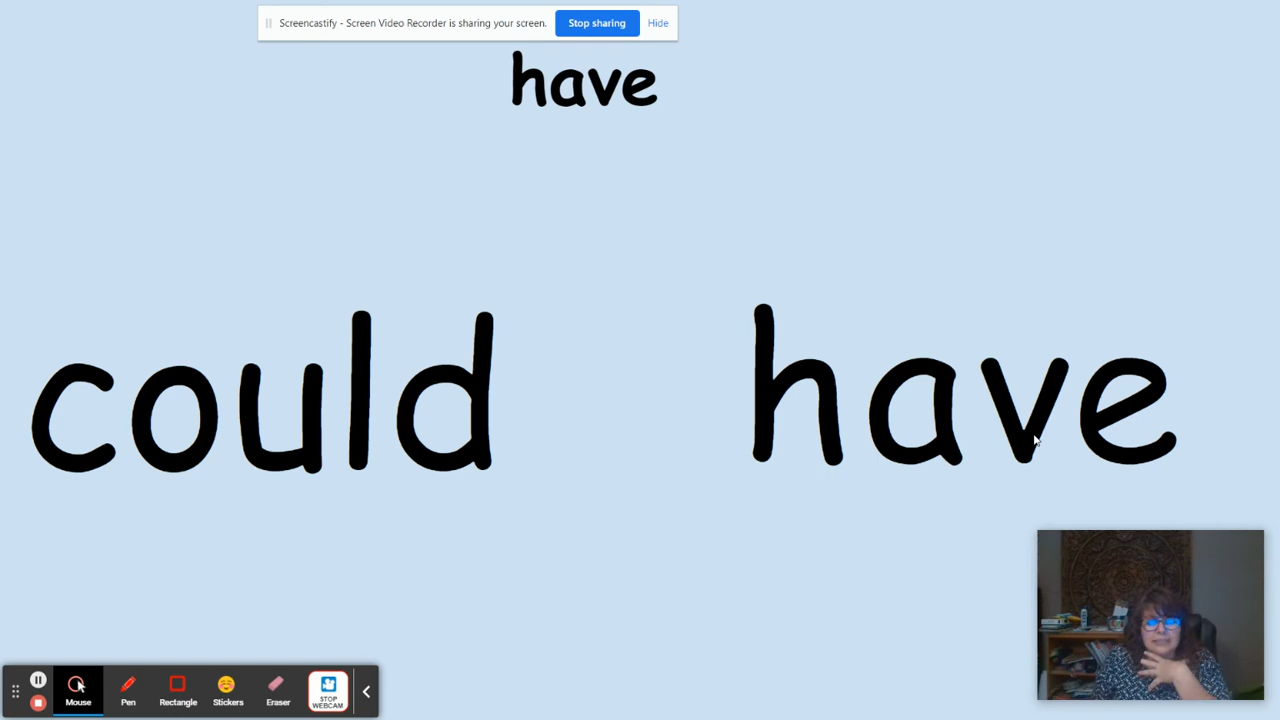 Screencastify - Screen Video Recorder is sharing your screen. Stop sharing Hide
have
could have
Mouse Pen Rectangle Stickers Eraser STOP WEBCAM